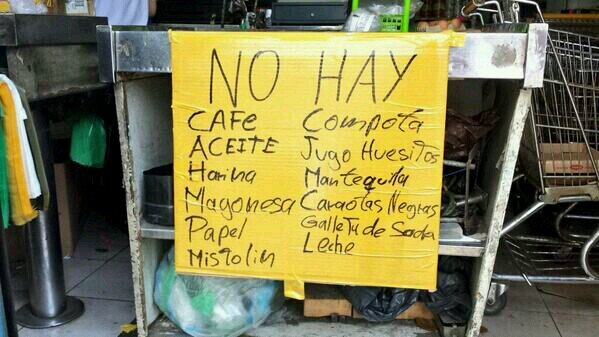 NO HAY
CAFe
ACEITE
Harina
Mayonesa
Papel
Mistolin
Compota
Jugo Huesitos
Mantequilla
Caraotas Negras
Galleta de Soda
Leche